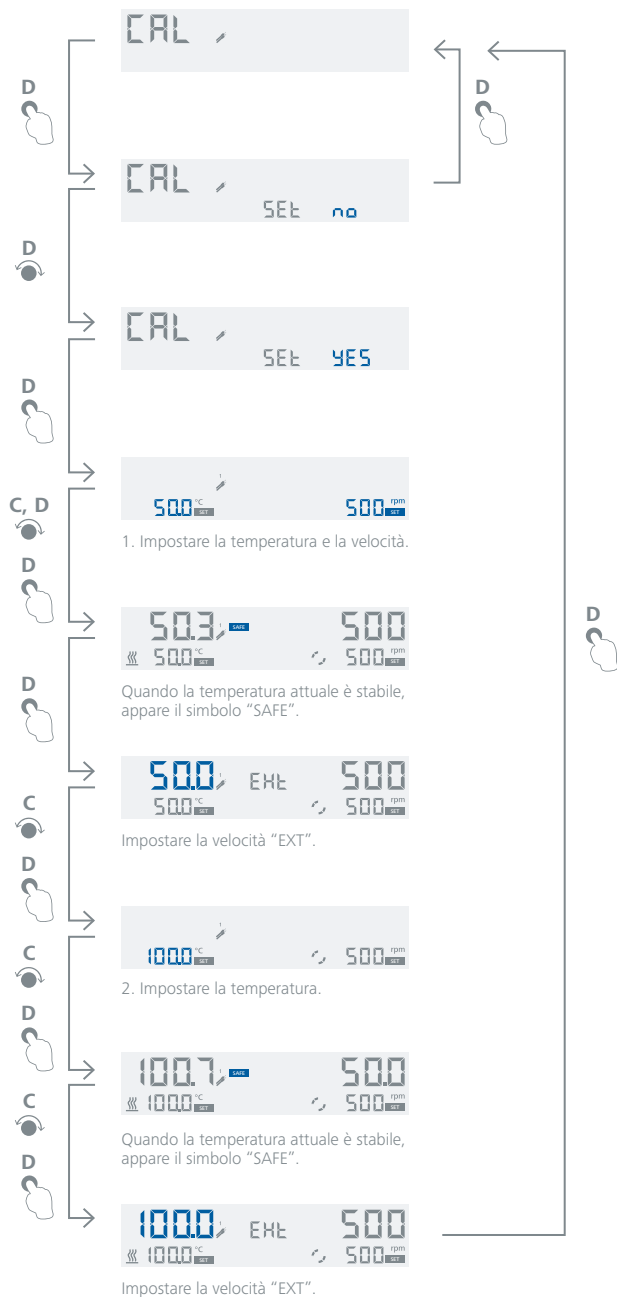 CAL
D
D
CAL
SEt no
D
CAL
SEt YES
D
50.0 °C SET 500 rpm SET
C, D
1. Impostare la temperatura e la velocità.
D
50.3 SAFE 500
50.0 °C SET 500 rpm SET
D
Quando la temperatura attuale è stabile,
appare il simbolo “SAFE”.
D
50.0 EHt 500
50.0 °C SET 500 rpm SET
C
Impostare la velocità “EXT”.
D
100.0 °C SET 500 rpm SET
C
2. Impostare la temperatura.
D
100.7 SAFE 50.0
100.0 °C SET 500 rpm SET
C
Quando la temperatura attuale è stabile,
appare il simbolo “SAFE”.
D
100.0 EHt 500
100.0 °C SET 500 rpm SET
Impostare la velocità “EXT”.